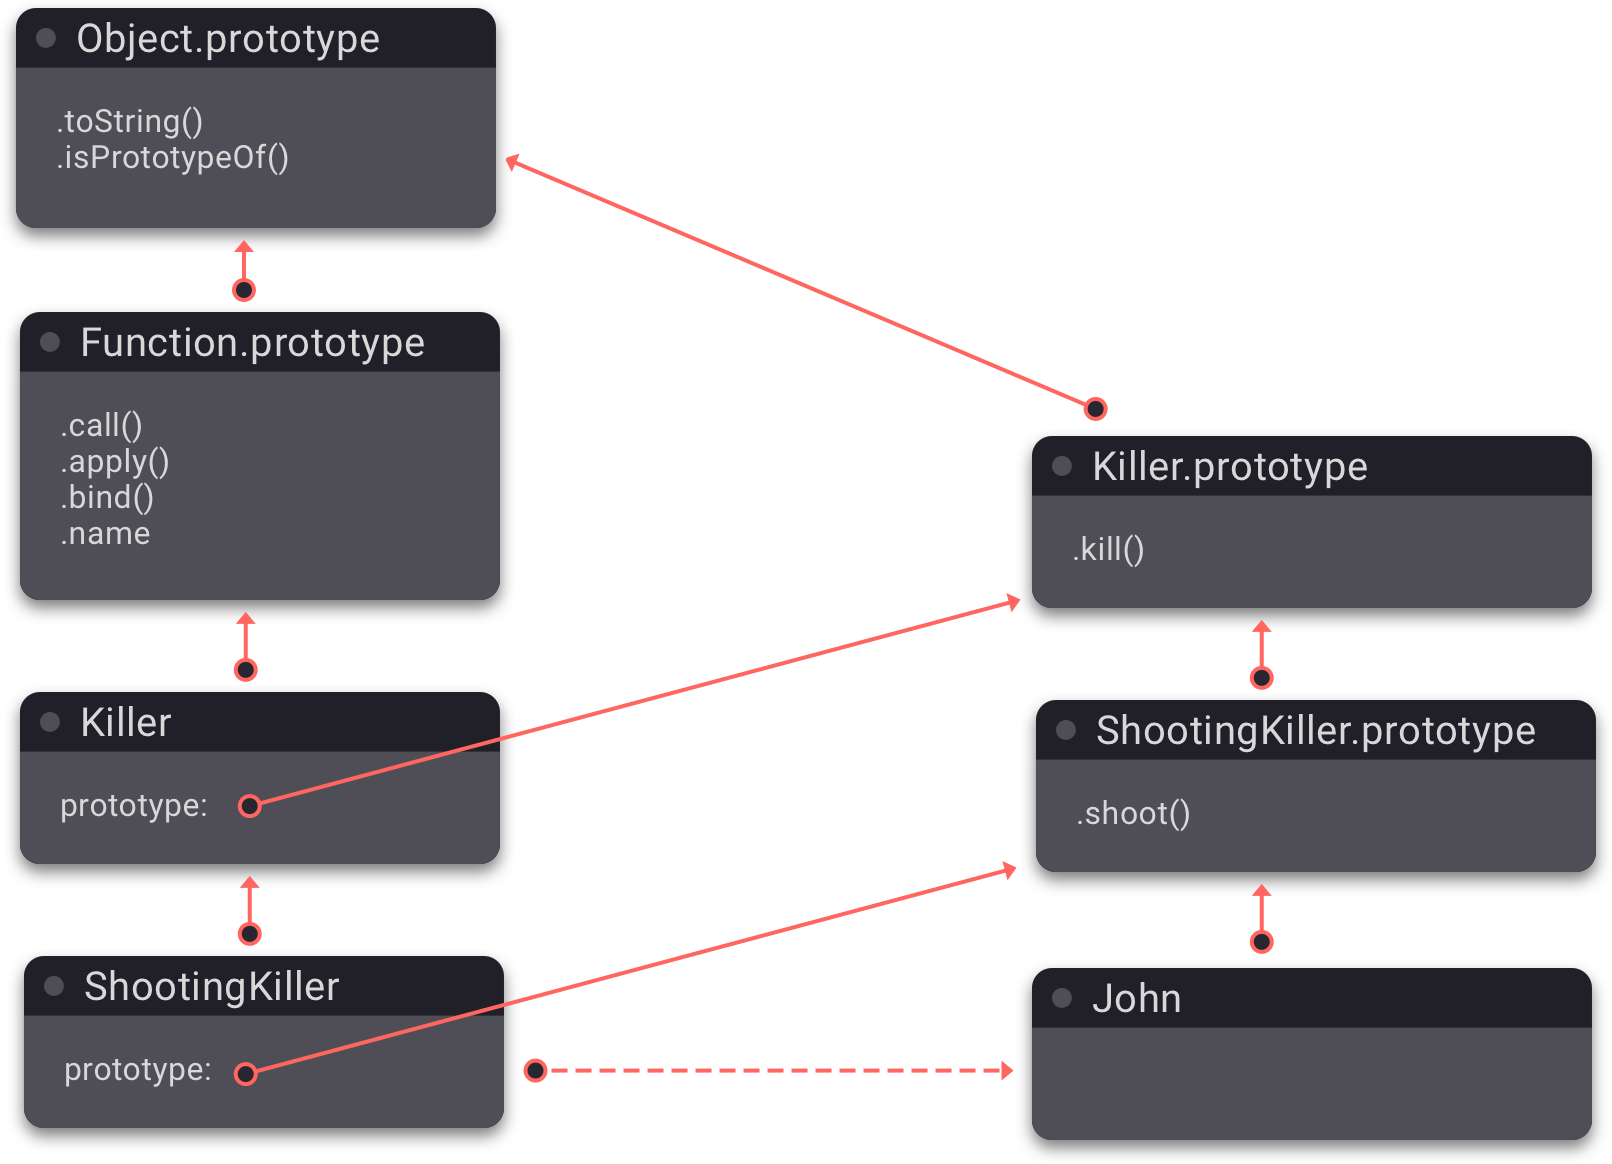 Object.prototype
.toString()
.isPrototypeOf()
Function.prototype
.call()
.apply()
.bind()
.name
Killer
prototype:
ShootingKiller
prototype:
Killer.prototype
.kill()
ShootingKiller.prototype
.shoot()
John